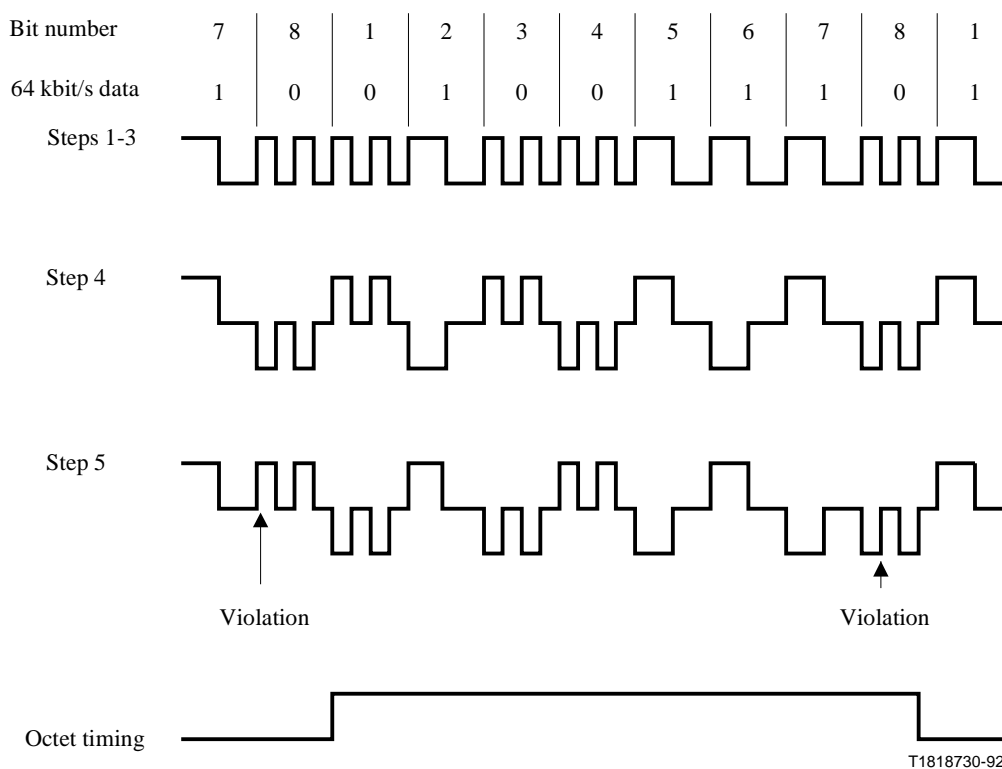 Bit number 7 8 1 2 3 4 5 6 7 8 1
64 kbit/s data 1 0 0 1 0 0 1 1 1 0 1
Steps 1-3
Step 4
Step 5
Violation Violation
Octet timing
T1818730-92